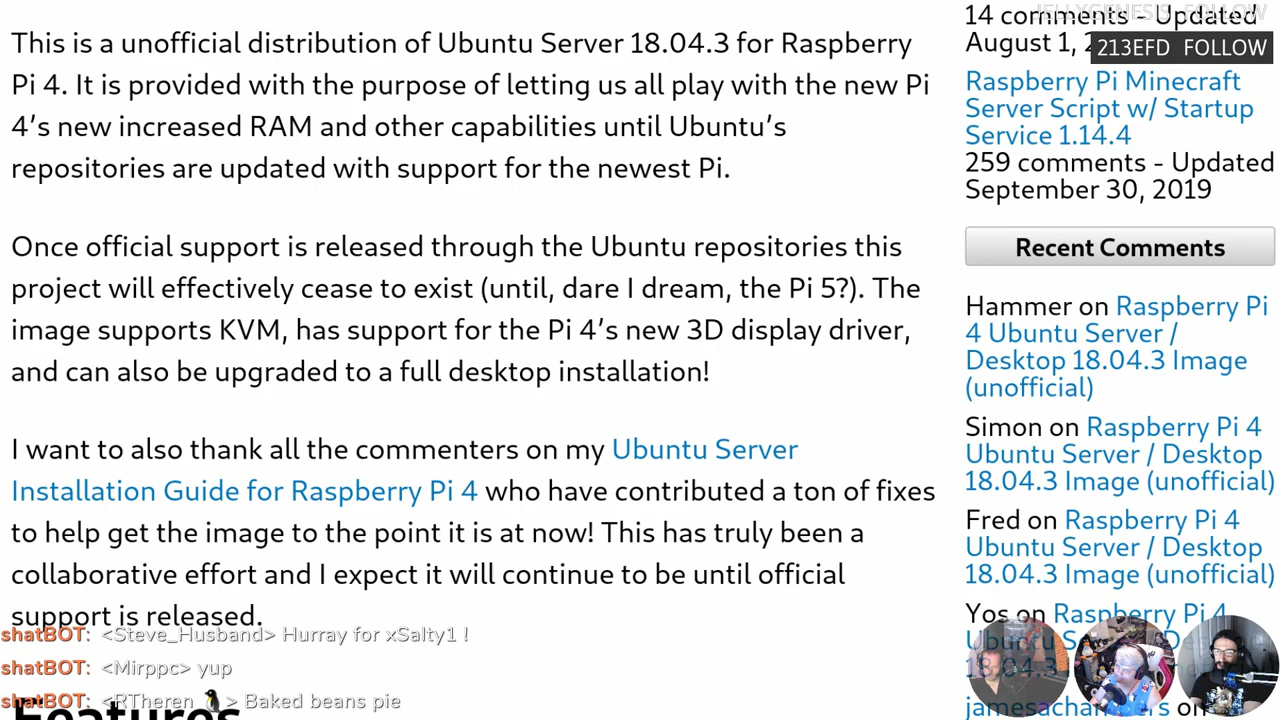 This is a unofficial distribution of Ubuntu Server 18.04.3 for Raspberry
Pi 4. It is provided with the purpose of letting us all play with the new Pi
4’s new increased RAM and other capabilities until Ubuntu’s
repositories are updated with support for the newest Pi.
Once official support is released through the Ubuntu repositories this
project will effectively cease to exist (until, dare I dream, the Pi 5?). The
image supports KVM, has support for the Pi 4’s new 3D display driver,
and can also be upgraded to a full desktop installation!
I want to also thank all the commenters on my Ubuntu Server
Installation Guide for Raspberry Pi 4 who have contributed a ton of fixes
to help get the image to the point it is at now! This has truly been a
collaborative effort and I expect it will continue to be until official
support is released.
shatBOT: <Steve_Husband> Hurray for xSalty1 !
shatBOT: <Mirppc> yup
shatBOT: <RTheren 🐧 > Baked beans pie
Features
JELLYGENESIS FOLLOW
14 comments - Updated
August 1,
213EFD FOLLOW
Raspberry Pi Minecraft
Server Script w/ Startup
Service 1.14.4
259 comments - Updated
September 30, 2019
Recent Comments
Hammer on Raspberry Pi
4 Ubuntu Server /
Desktop 18.04.3 Image
(unofficial)
Simon on Raspberry Pi 4
Ubuntu Server / Desktop
18.04.3 Image (unofficial)
Fred on Raspberry Pi 4
Ubuntu Server / Desktop
18.04.3 Image (unofficial)
Yos on Raspberry Pi 4
on